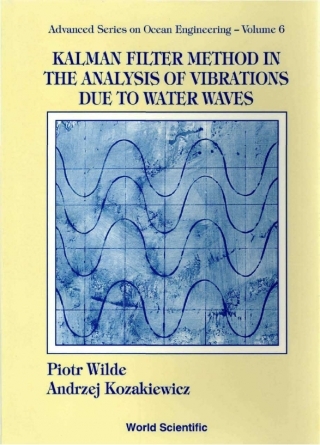 Advanced Series on Ocean Engineering – Volume 6
KALMAN FILTER METHOD IN
THE ANALYSIS OF VIBRATIONS
DUE TO WATER WAVES
Piotr Wilde
Andrzej Kozakiewicz
World Scientific